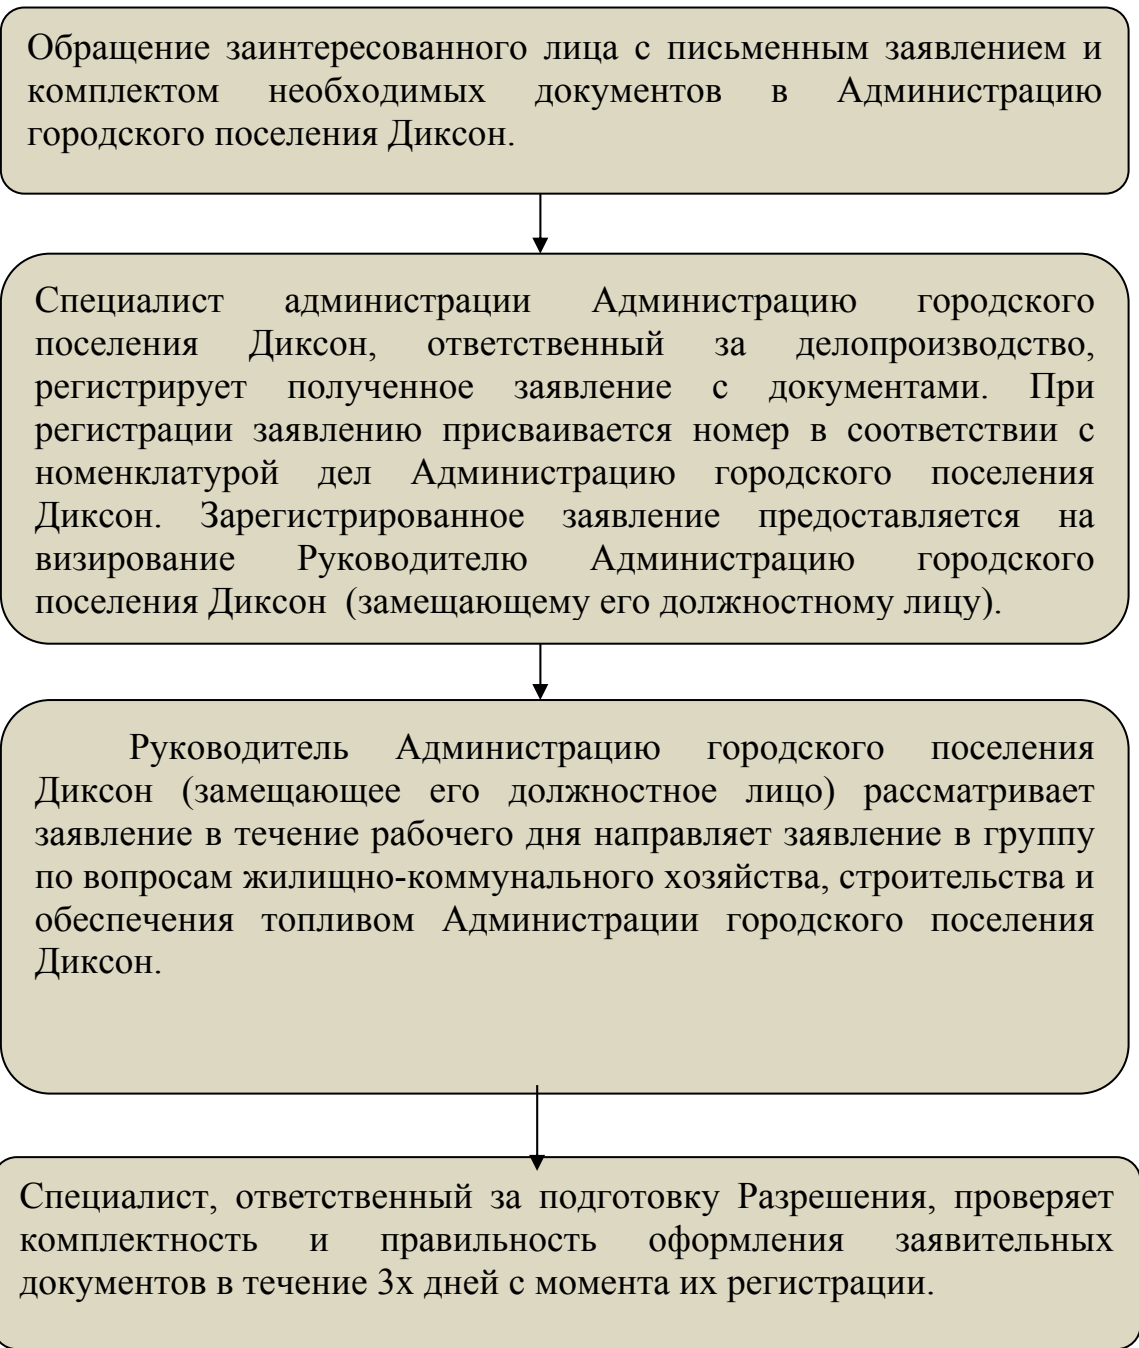 Обращение заинтересованного лица с письменным заявлением и
комплектом необходимых документов в Администрацию
городского поселения Диксон.
Специалист администрации Администрацию городского
поселения Диксон, ответственный за делопроизводство,
регистрирует полученное заявление с документами. При
регистрации заявлению присваивается номер в соответствии с
номенклатурой дел Администрацию городского поселения
Диксон. Зарегистрированное заявление предоставляется на
визирование Руководителю Администрацию городского
поселения Диксон (замещающему его должностному лицу).
Руководитель Администрацию городского поселения
Диксон (замещающее его должностное лицо) рассматривает
заявление в течение рабочего дня направляет заявление в группу
по вопросам жилищно-коммунального хозяйства, строительства и
обеспечения топливом Администрации городского поселения
Диксон.
Специалист, ответственный за подготовку Разрешения, проверяет
комплектность и правильность оформления заявительных
документов в течение 3х дней с момента их регистрации.